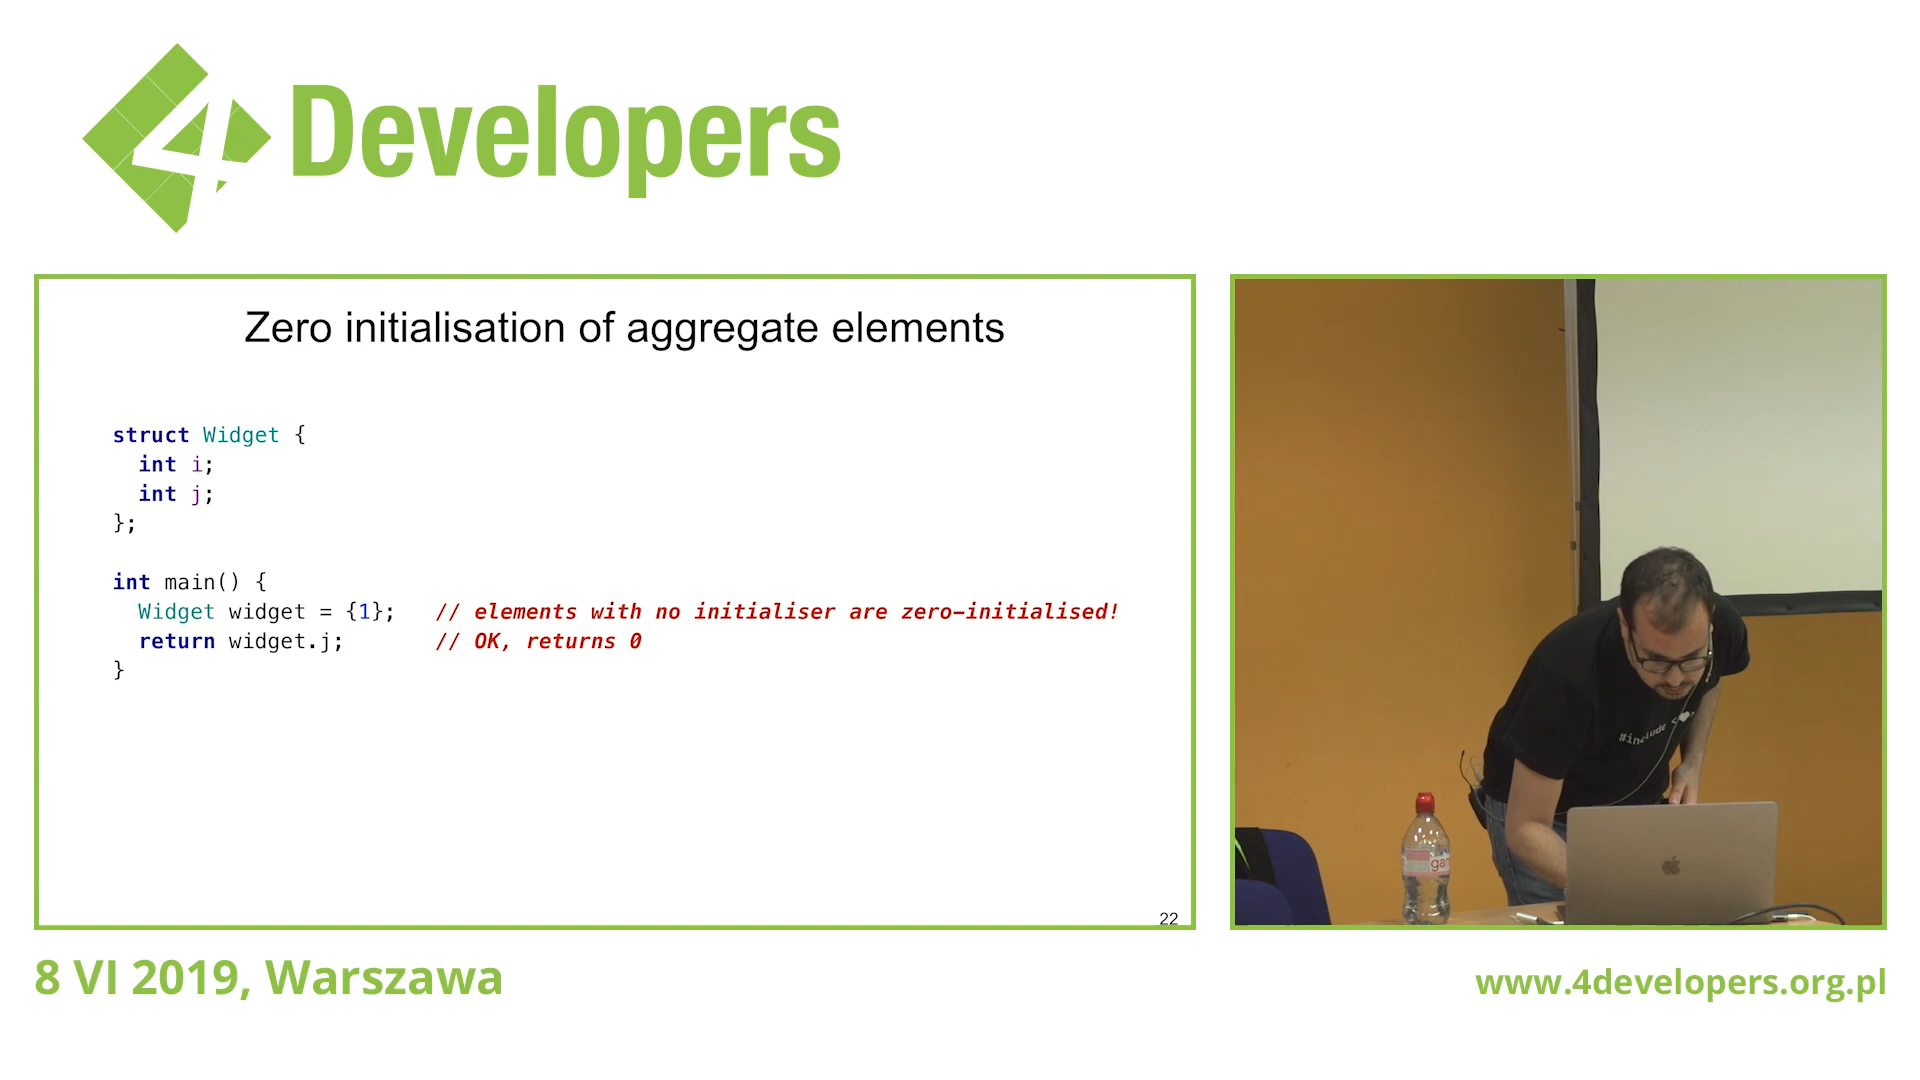 4Developers
Zero initialisation of aggregate elements
struct Widget {
  int i;
  int j;
};
int main() {
  Widget widget = {1};   // elements with no initialiser are zero-initialised!
  return widget.j;       // OK, returns 0
}
22
#include <
8 VI 2019, Warszawa
www.4developers.org.pl